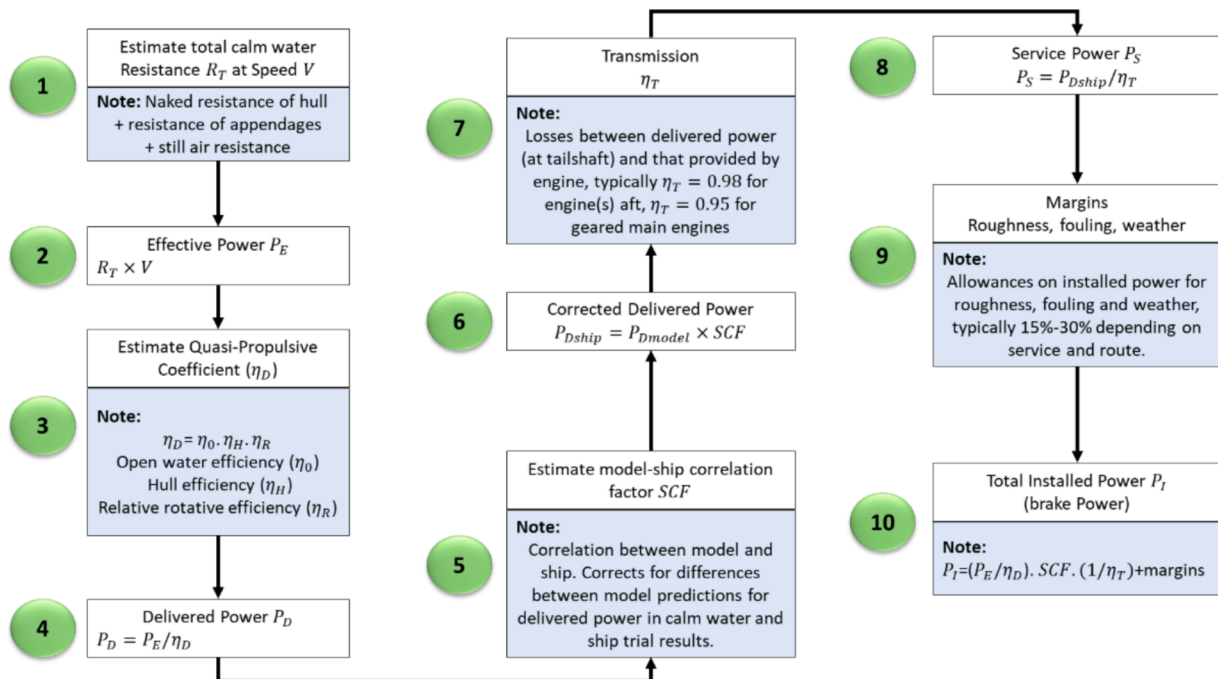 1
Estimate total calm water
Resistance R_T at Speed V
Note: Naked resistance of hull
+ resistance of appendages
+ still air resistance
2
Effective Power P_E
R_T × V
3
Estimate Quasi-Propulsive
Coefficient (η_D)
Note:
η_D= η_0. η_H. η_R
Open water efficiency (η_0)
Hull efficiency (η_H)
Relative rotative efficiency (η_R)
4
Delivered Power P_D
P_D = P_E/η_D
5
Estimate model-ship correlation
factor SCF
Note:
Correlation between model and
ship. Corrects for differences
between model predictions for
delivered power in calm water and
ship trial results.
6
Corrected Delivered Power
P_Dship = P_Dmodel × SCF
7
Transmission
η_T
Note:
Losses between delivered power
(at tailshaft) and that provided by
engine, typically η_T = 0.98 for
engine(s) aft, η_T = 0.95 for
geared main engines
8
Service Power P_S
P_S = P_Dship/η_T
9
Margins
Roughness, fouling, weather
Note:
Allowances on installed power for
roughness, fouling and weather,
typically 15%-30% depending on
service and route.
10
Total Installed Power P_I
(brake Power)
Note:
P_I=(P_E/η_D). SCF. (1/η_T)+margins